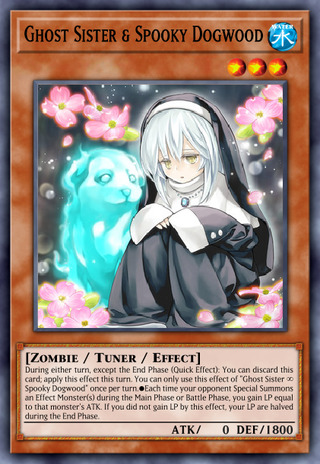 Ghost Sister & Spooky Dogwood
WATER
水
[Zombie / Tuner / Effect]
During either turn, except the End Phase (Quick Effect): You can discard this
card; apply this effect this turn. You can only use this effect of "Ghost Sister ∞
Spooky Dogwood" once per turn.●Each time your opponent Special Summons
an Effect Monster(s) during the Main Phase or Battle Phase, you gain LP equal
to that monster's ATK. If you did not gain LP by this effect, your LP are halved
during the End Phase.
ATK/ 0 DEF/1800